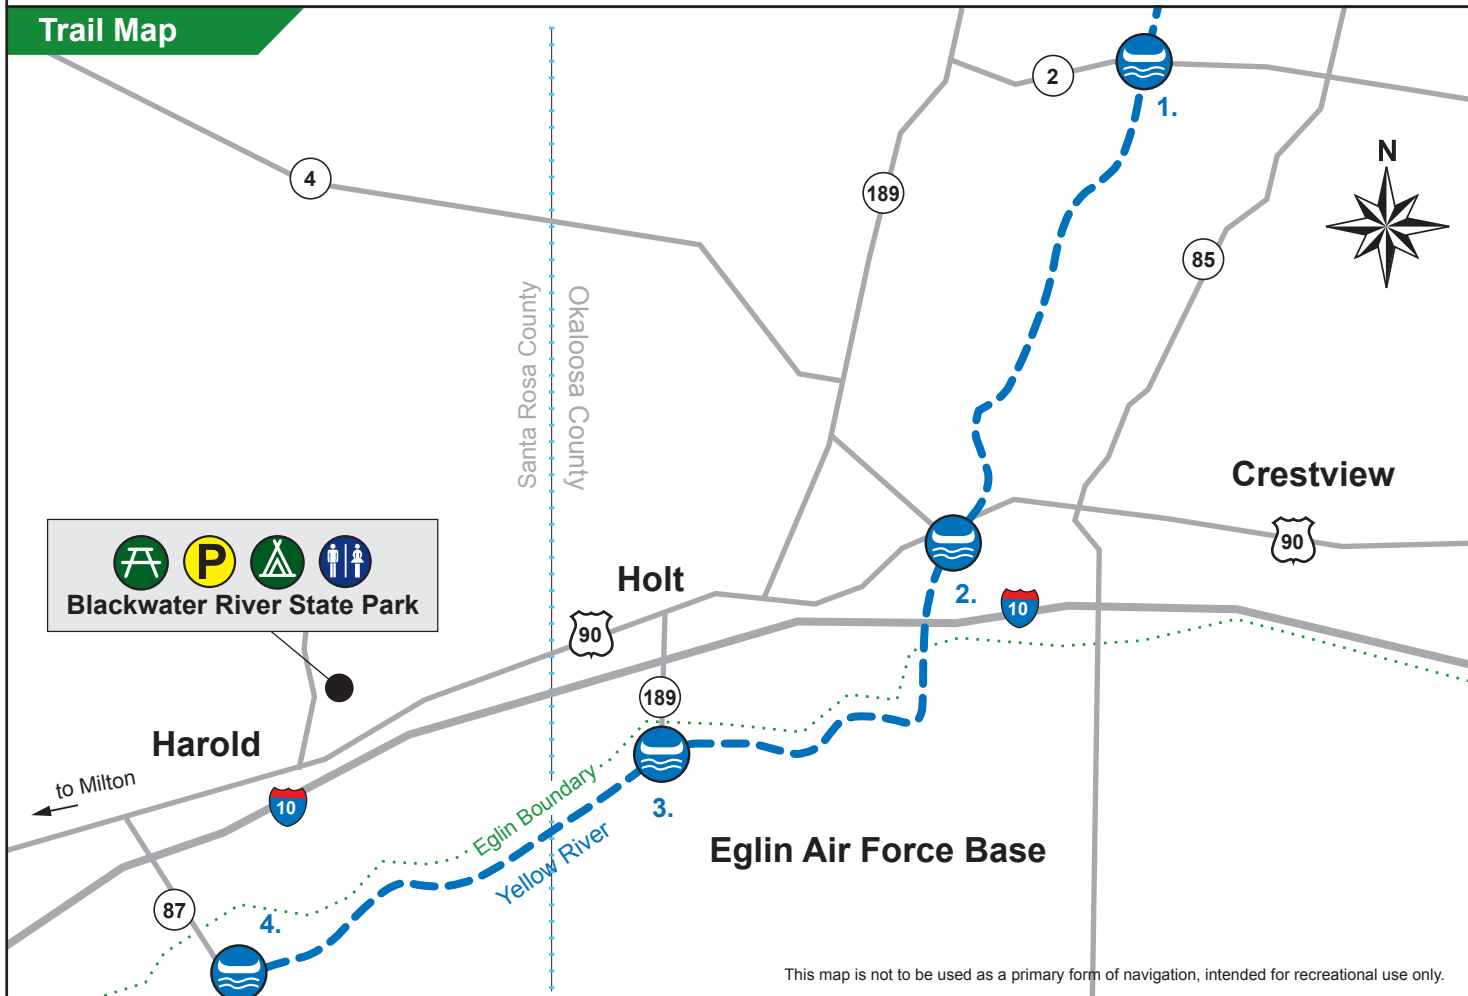 Trail Map
2
1.
N
4
189
85
Santa Rosa County
Okaloosa County
Crestview
90
P
Blackwater River State Park
Holt
2.
10
90
189
Harold
to Milton
10
3.
Eglin Boundary
Yellow River
Eglin Air Force Base
87
4.
This map is not to be used as a primary form of navigation, intended for recreational use only.